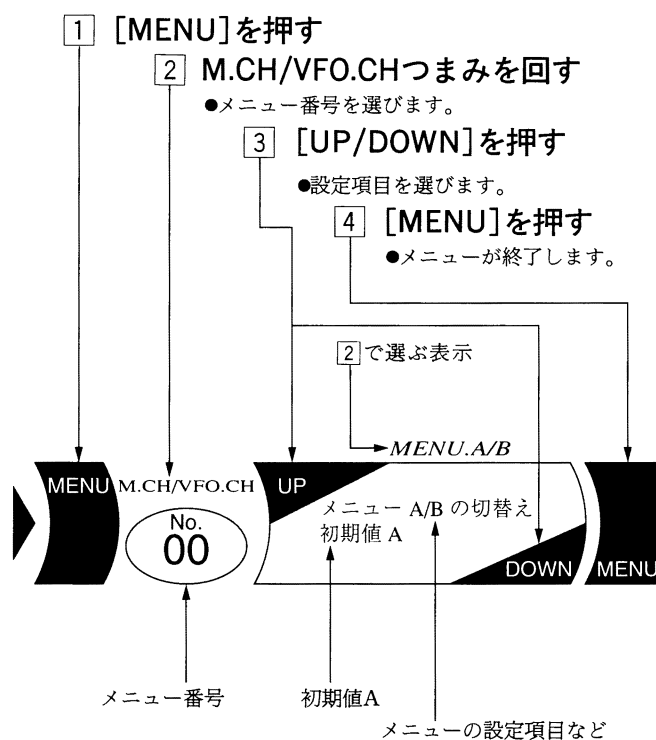 1 [MENU]を押す
2 M.CH/VFO.CHつまみを回す
●メニュー番号を選びます。
3 [UP/DOWN]を押す
●設定項目を選びます。
4 [MENU]を押す
●メニューが終了します。
2で選ぶ表示
MENU.A/B
MENU
M.CH/VFO.CH
UP
No.
00
メニュー A/B の切替え
初期値 A
DOWN
MENU
メニュー番号
初期値A
メニューの設定項目など